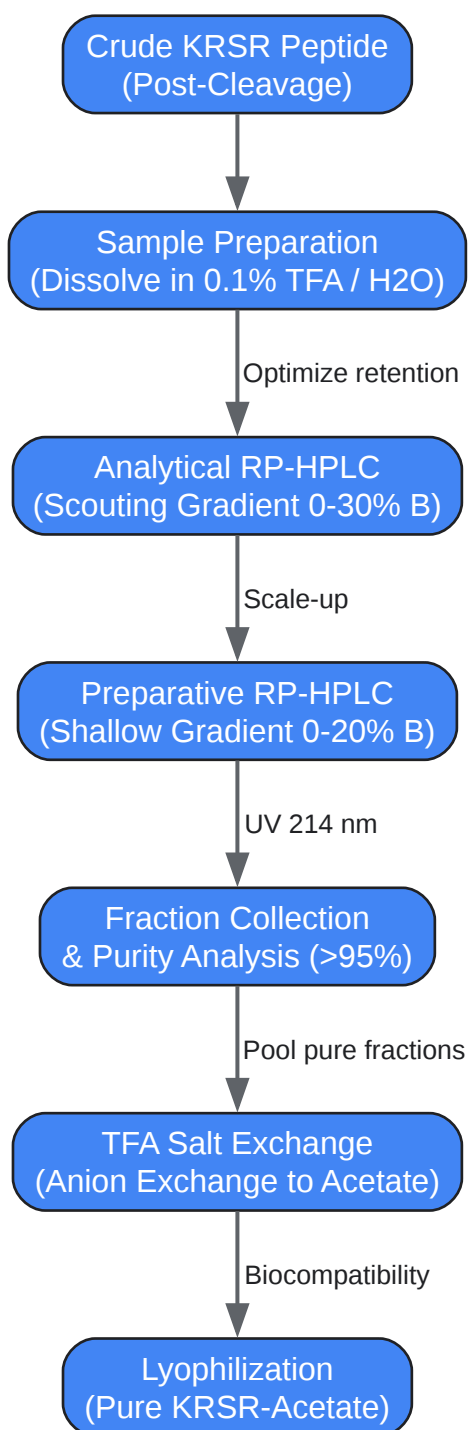 Crude KRSR Peptide
(Post-Cleavage)
Sample Preparation
(Dissolve in 0.1% TFA / H2O)
Optimize retention
Analytical RP-HPLC
(Scouting Gradient 0-30% B)
Scale-up
Preparative RP-HPLC
(Shallow Gradient 0-20% B)
UV 214 nm
Fraction Collection
& Purity Analysis (>95%)
Pool pure fractions
TFA Salt Exchange
(Anion Exchange to Acetate)
Biocompatibility
Lyophilization
(Pure KRSR-Acetate)